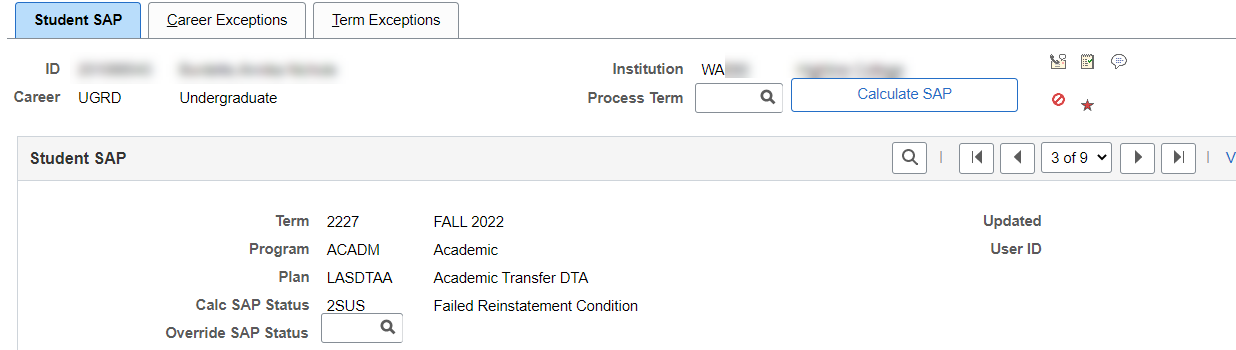 Student SAP Career Exceptions Term Exceptions
ID Institution WA
Career UGRD Undergraduate Process Term Calculate SAP
Student SAP 3 of 9 V
Term 2227 FALL 2022 Updated
Program ACADM Academic User ID
Plan LASDTAA Academic Transfer DTA
Calc SAP Status 2SUS Failed Reinstatement Condition
Override SAP Status